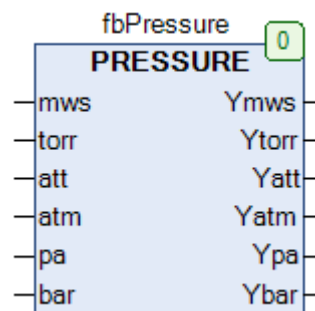 fbPressure
0
PRESSURE
mws Ymws
torr Ytorr
att Yatt
atm Yatm
pa Ypa
bar Ybar